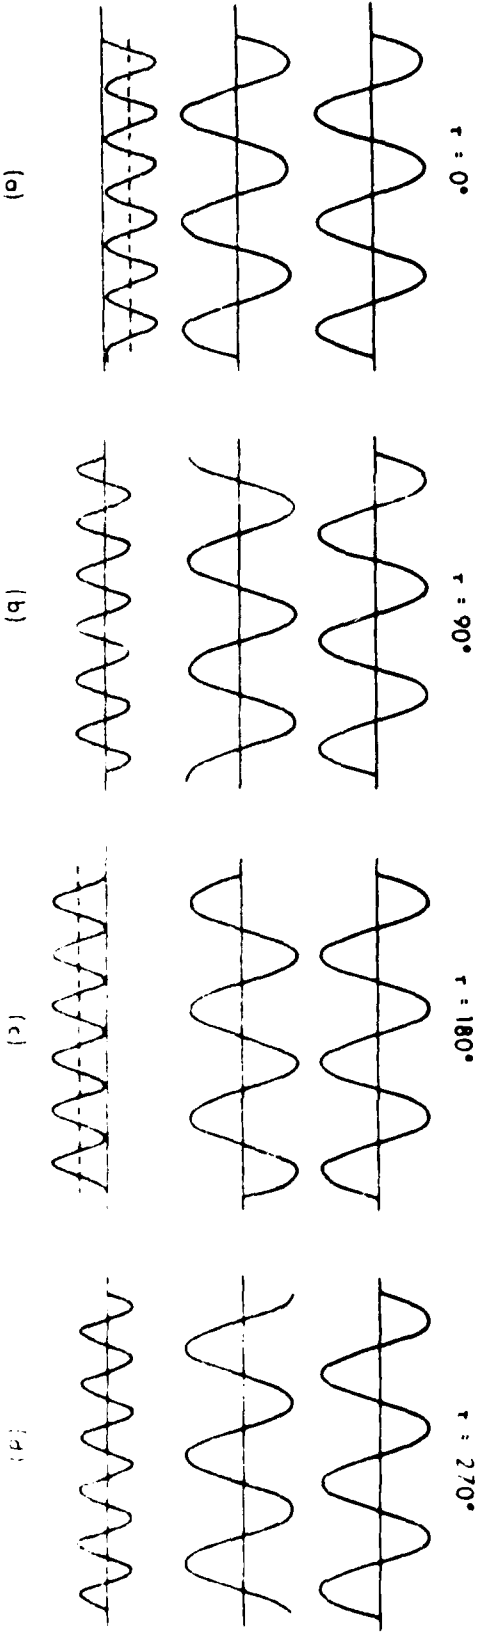 τ = 0°
τ = 90°
τ = 180°
τ = 270°
(a)
(b)
(c)
(d)